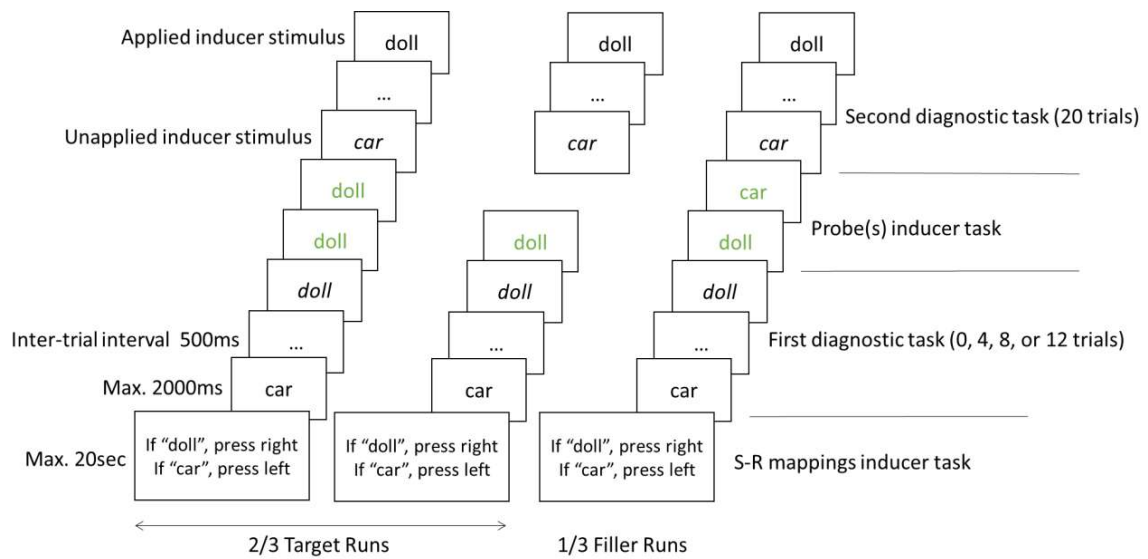 Applied inducer stimulus
doll
doll
doll
...
...
...
Unapplied inducer stimulus
car
car
car
Second diagnostic task (20 trials)
doll
car
doll
doll
doll
Probe(s) inducer task
doll
doll
doll
Inter-trial interval 500ms
...
...
...
First diagnostic task (0, 4, 8, or 12 trials)
Max. 2000ms
car
car
car
Max. 20sec
If “doll”, press right
If “car”, press left
If “doll”, press right
If “car”, press left
If “doll”, press right
If “car”, press left
S-R mappings inducer task
2/3 Target Runs
1/3 Filler Runs